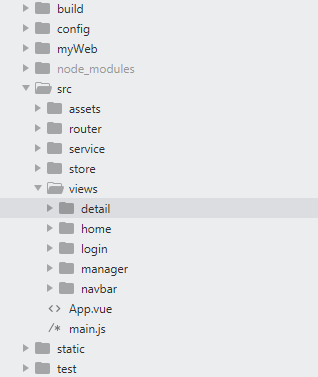 build
config
myWeb
node_modules
src
assets
router
service
store
views
detail
home
login
manager
navbar
<> App.vue
/* main.js
static
test